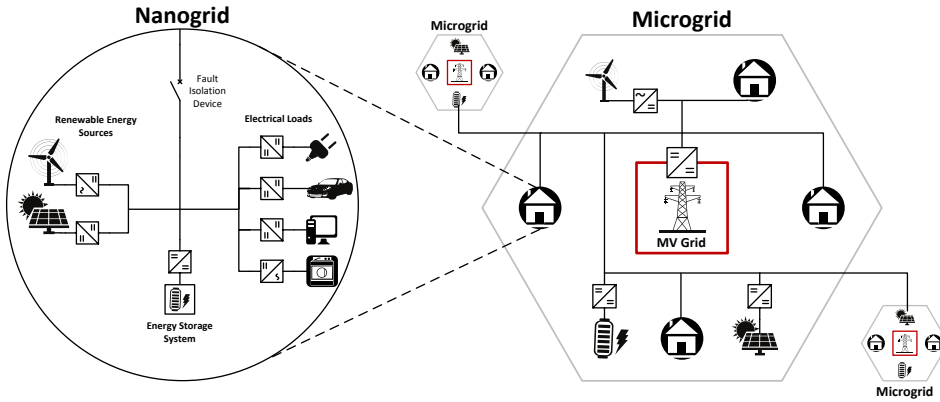 Nanogrid
Microgrid
Microgrid
Fault
Isolation
Device
Renewable Energy
Sources
Electrical Loads
MV Grid
Energy Storage
System
Microgrid